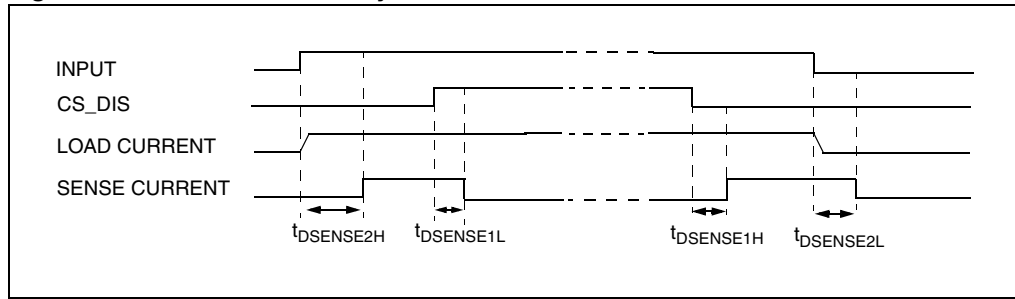 INPUT
CS_DIS
LOAD CURRENT
SENSE CURRENT
tDSENSE2H tDSENSE1L tDSENSE1H tDSENSE2L